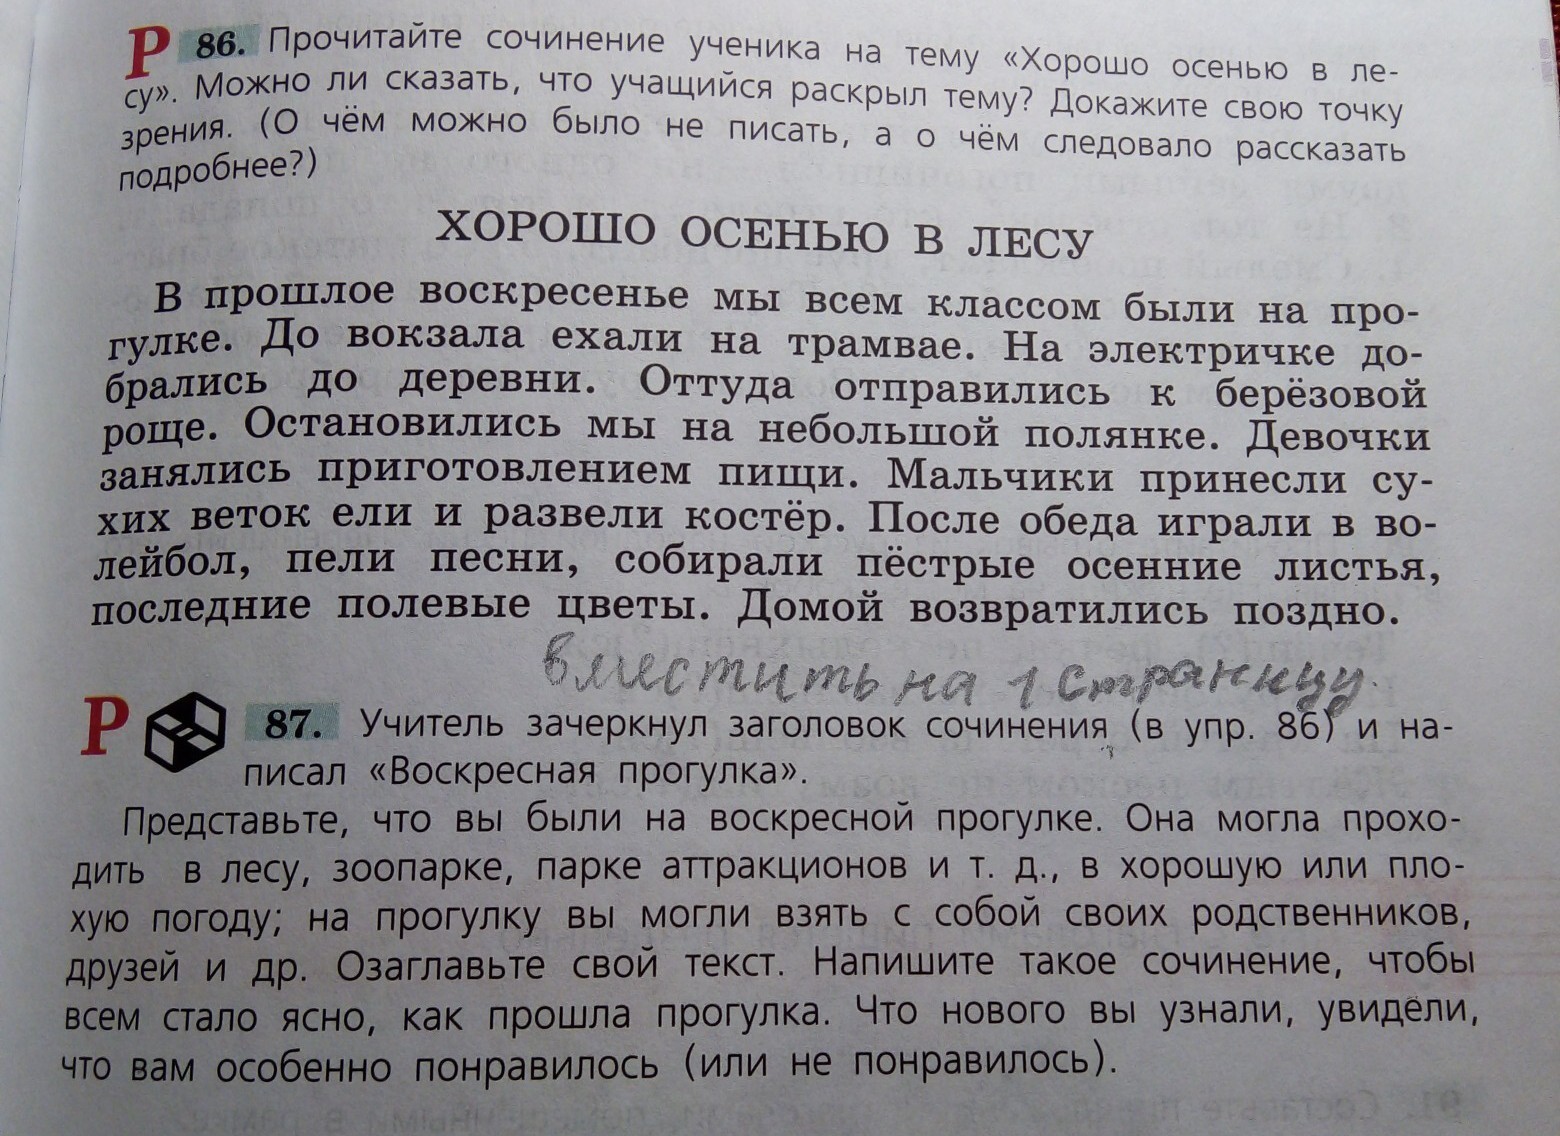 Р 86. Прочитайте сочинение ученика на тему «Хорошо осенью в ле-
су». Можно ли сказать, что учащийся раскрыл тему? Докажите свою точку
зрения. (О чём можно было не писать, а о чём следовало рассказать
подробнее?)
ХОРОШО ОСЕНЬЮ В ЛЕСУ
В прошлое воскресенье мы всем классом были на про-
гулке. До вокзала ехали на трамвае. На электричке до-
брались до деревни. Оттуда отправились к берёзовой
роще. Остановились мы на небольшой полянке. Девочки
занялись приготовлением пищи. Мальчики принесли су-
хих веток ели и развели костёр. После обеда играли в во-
лейбол, пели песни, собирали пёстрые осенние листья,
последние полевые цветы. Домой возвратились поздно.
вместить на 1 страницу.
Р 87. Учитель зачеркнул заголовок сочинения (в упр. 86) и на-
писал «Воскресная прогулка».
Представьте, что вы были на воскресной прогулке. Она могла прохо-
дить в лесу, зоопарке, парке аттракционов и т. д., в хорошую или пло-
хую погоду; на прогулку вы могли взять с собой своих родственников,
друзей и др. Озаглавьте свой текст. Напишите такое сочинение, чтобы
всем стало ясно, как прошла прогулка. Что нового вы узнали, увидели,
что вам особенно понравилось (или не понравилось).